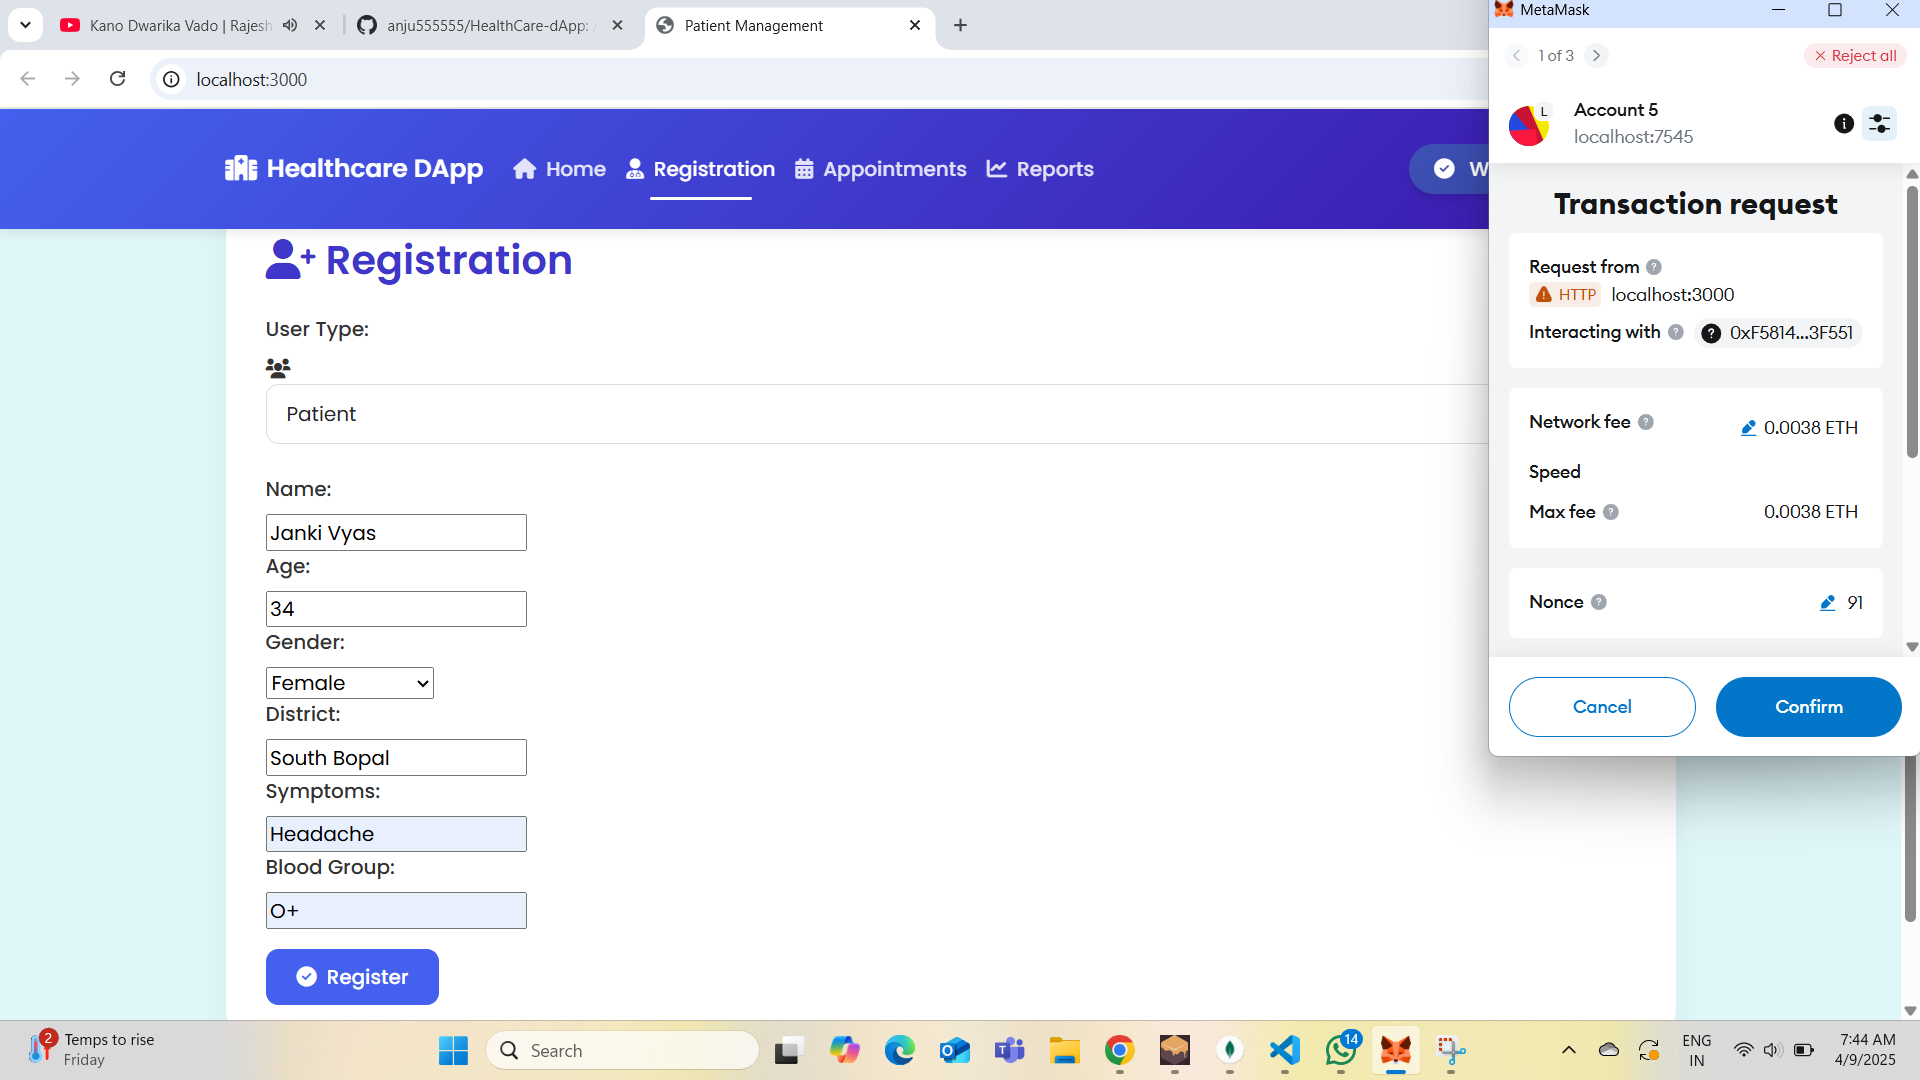 Kano Dwarika Vado | Rajesh
anju555555/HealthCare-dApp:
Patient Management
localhost:3000
Healthcare DApp
Home
Registration
Appointments
Reports
W
Registration
User Type:
Patient
Name:
Janki Vyas
Age:
34
Gender:
Female
District:
South Bopal
Symptoms:
Headache
Blood Group:
O+
Register
MetaMask
1 of 3
Reject all
L
Account 5
localhost:7545
Transaction request
Request from
HTTP localhost:3000
Interacting with 0xF5814...3F551
Network fee 0.0038 ETH
Speed
Max fee 0.0038 ETH
Nonce 91
Cancel
Confirm
2
Temps to rise
Friday
Search
14
ENG
IN
7:44 AM
4/9/2025